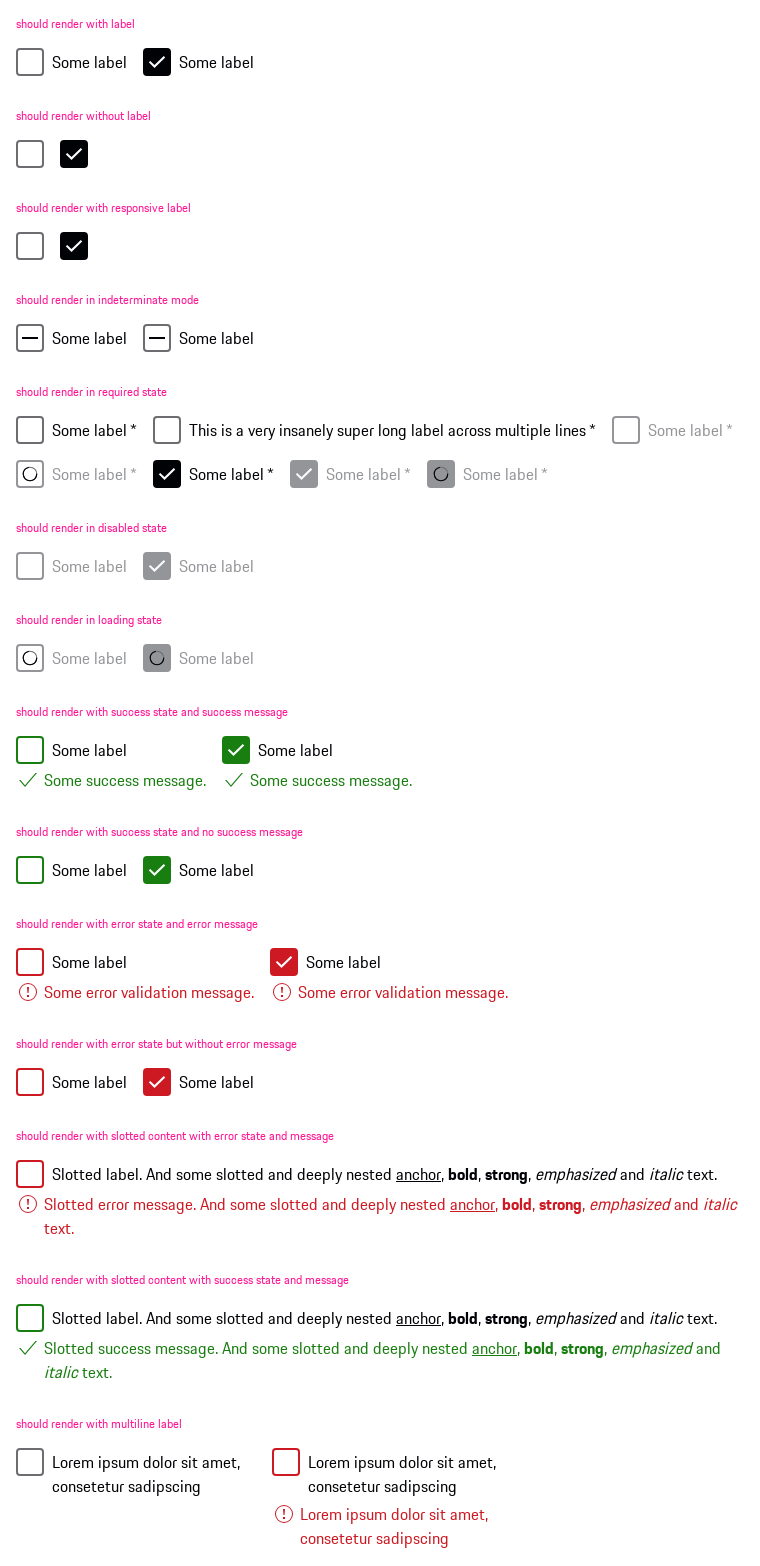 should render with label
Some label Some label
should render without label
should render with responsive label
should render in indeterminate mode
Some label Some label
should render in required state
Some label * This is a very insanely super long label across multiple lines * Some label *
Some label * Some label * Some label * Some label *
should render in disabled state
Some label Some label
should render in loading state
Some label Some label
should render with success state and success message
Some label Some label
Some success message. Some success message.
should render with success state and no success message
Some label Some label
should render with error state and error message
Some label Some label
Some error validation message. Some error validation message.
should render with error state but without error message
Some label Some label
should render with slotted content with error state and message
Slotted label. And some slotted and deeply nested anchor, bold, strong, emphasized and italic text.
Slotted error message. And some slotted and deeply nested anchor, bold, strong, emphasized and italic
text.
should render with slotted content with success state and message
Slotted label. And some slotted and deeply nested anchor, bold, strong, emphasized and italic text.
Slotted success message. And some slotted and deeply nested anchor, bold, strong, emphasized and
italic text.
should render with multiline label
Lorem ipsum dolor sit amet,
consetetur sadipscing
Lorem ipsum dolor sit amet,
consetetur sadipscing
Lorem ipsum dolor sit amet,
consetetur sadipscing